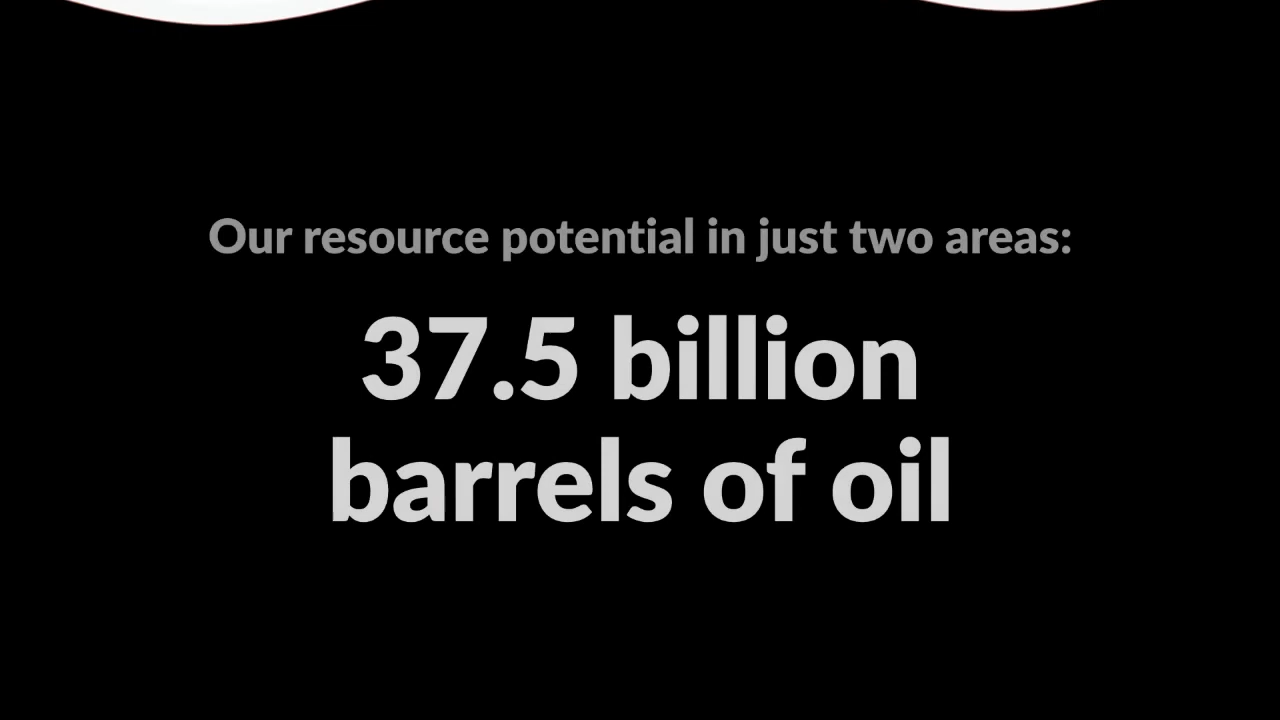 Our resource potential in just two areas:
37.5 billion
barrels of oil